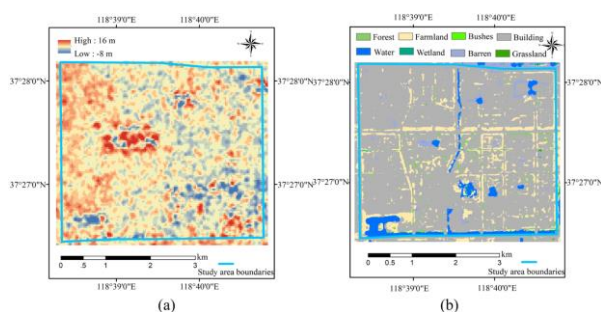 118°39'0"E 118°40'0"E
High : 16 m
Low : -8 m
37°28'0"N
37°27'0"N
37°28'0"N
37°27'0"N
km
0 .5 1 2 3
Study area boundaries
118°39'0"E 118°40'0"E
(a)
Forest Farmland Bushes Building
Water Wetland Barren Grassland
118°39'0"E 118°40'0"E
37°28'0"N
37°27'0"N
37°28'0"N
37°27'0"N
km
0 .5 1 2 3
Study area boundaries
118°39'0"E 118°40'0"E
(b)